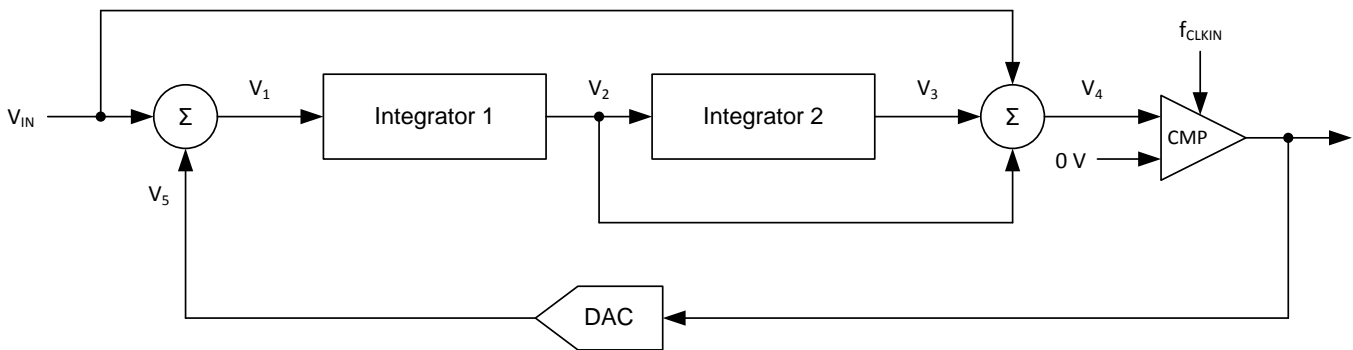 f_CLKIN
V_IN
Σ
V_1
Integrator 1
V_2
Integrator 2
V_3
Σ
V_4
CMP
0 V
V_5
DAC